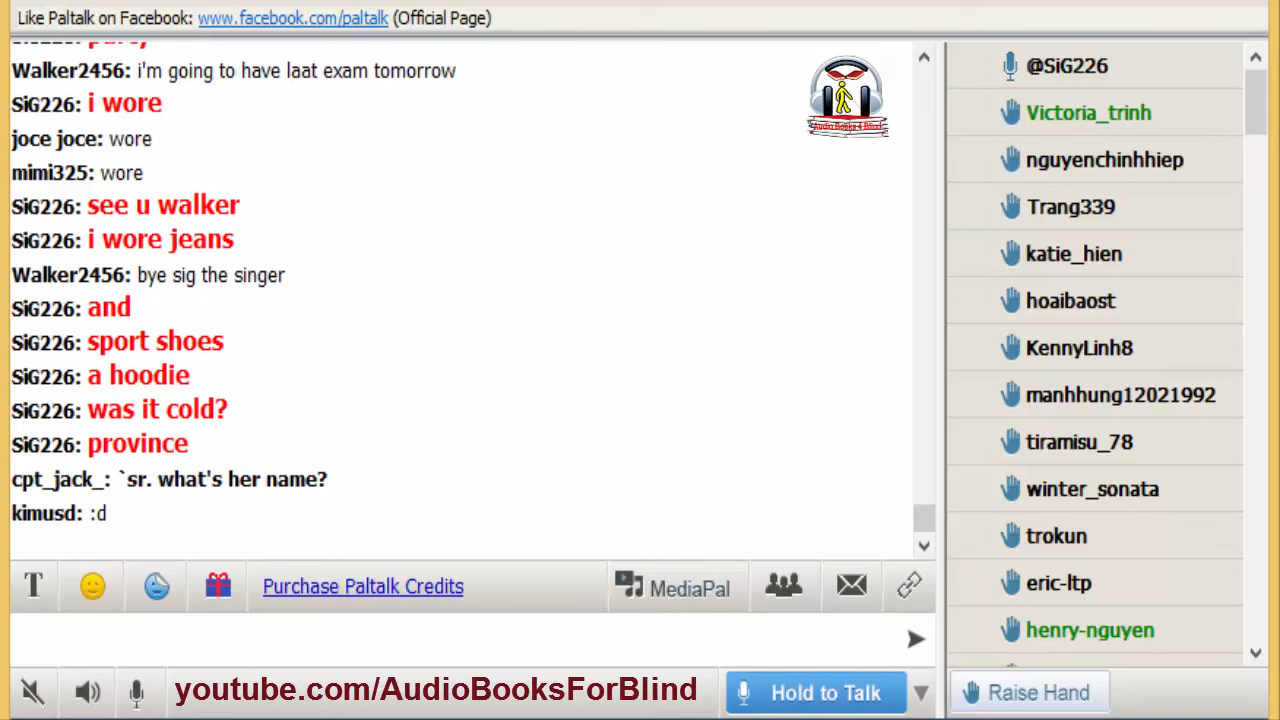 Like Paltalk on Facebook: www.facebook.com/paltalk (Official Page)
Walker2456: i'm going to have laat exam tomorrow
SiG226: i wore
joce joce: wore
mimi325: wore
SiG226: see u walker
SiG226: i wore jeans
Walker2456: bye sig the singer
SiG226: and
SiG226: sport shoes
SiG226: a hoodie
SiG226: was it cold?
SiG226: province
cpt_jack_: `sr. what's her name?
kimusd: :d
Audio Books 4 Blind
@SiG226
Victoria_trinh
nguyenchinhhiep
Trang339
katie_hien
hoaibaost
KennyLinh8
manhhung12021992
tiramisu_78
winter_sonata
trokun
eric-ltp
henry-nguyen
T
Purchase Paltalk Credits
MediaPal
youtube.com/AudioBooksForBlind
Hold to Talk
Raise Hand